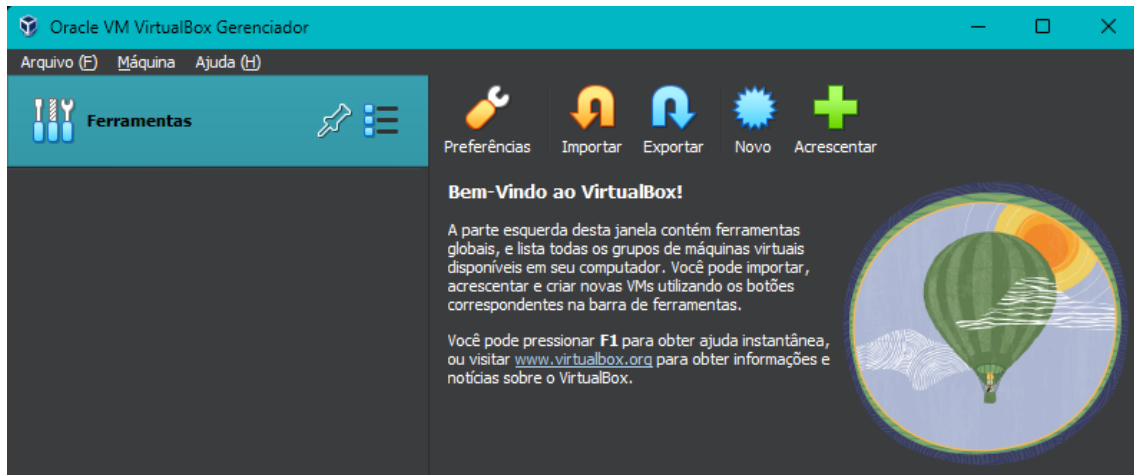 Oracle VM VirtualBox Gerenciador
Arquivo (F) Máquina Ajuda (H)
Ferramentas
Preferências Importar Exportar Novo Acrescentar
Bem-Vindo ao VirtualBox!
A parte esquerda desta janela contém ferramentas
globais, e lista todas os grupos de máquinas virtuais
disponíveis em seu computador. Você pode importar,
acrescentar e criar novas VMs utilizando os botões
correspondentes na barra de ferramentas.
Você pode pressionar F1 para obter ajuda instantânea,
ou visitar www.virtualbox.org para obter informações e
notícias sobre o VirtualBox.